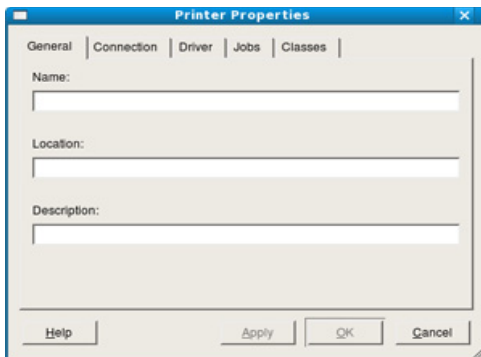 Printer Properties
General Connection Driver Jobs Classes
Name:
Location:
Description:
Help Apply OK Cancel